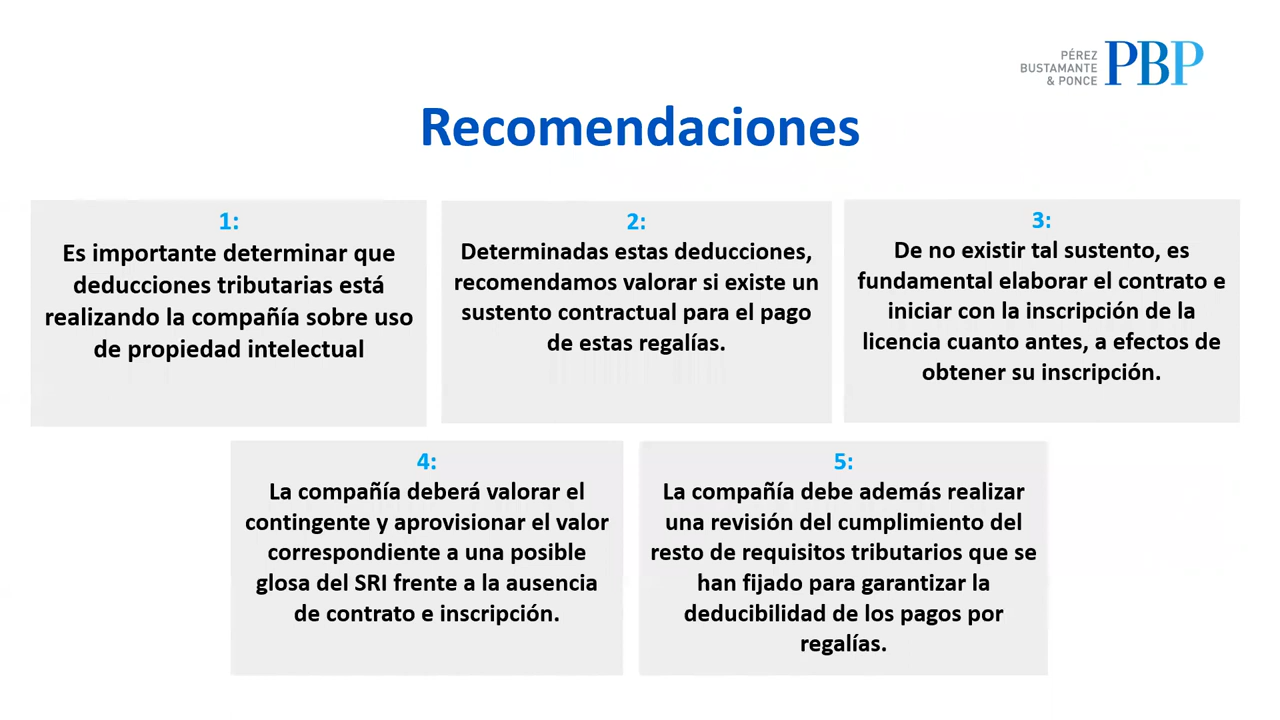 PÉREZ
BUSTAMANTE
& PONCE
PBP
Recomendaciones
1:
Es importante determinar que
deducciones tributarias está
realizando la compañía sobre uso
de propiedad intelectual
2:
Determinadas estas deducciones,
recomendamos valorar si existe un
sustento contractual para el pago
de estas regalías.
3:
De no existir tal sustento, es
fundamental elaborar el contrato e
iniciar con la inscripción de la
licencia cuanto antes, a efectos de
obtener su inscripción.
4:
La compañía deberá valorar el
contingente y aprovisionar el valor
correspondiente a una posible
glosa del SRI frente a la ausencia
de contrato e inscripción.
5:
La compañía debe además realizar
una revisión del cumplimiento del
resto de requisitos tributarios que se
han fijado para garantizar la
deducibilidad de los pagos por
regalías.